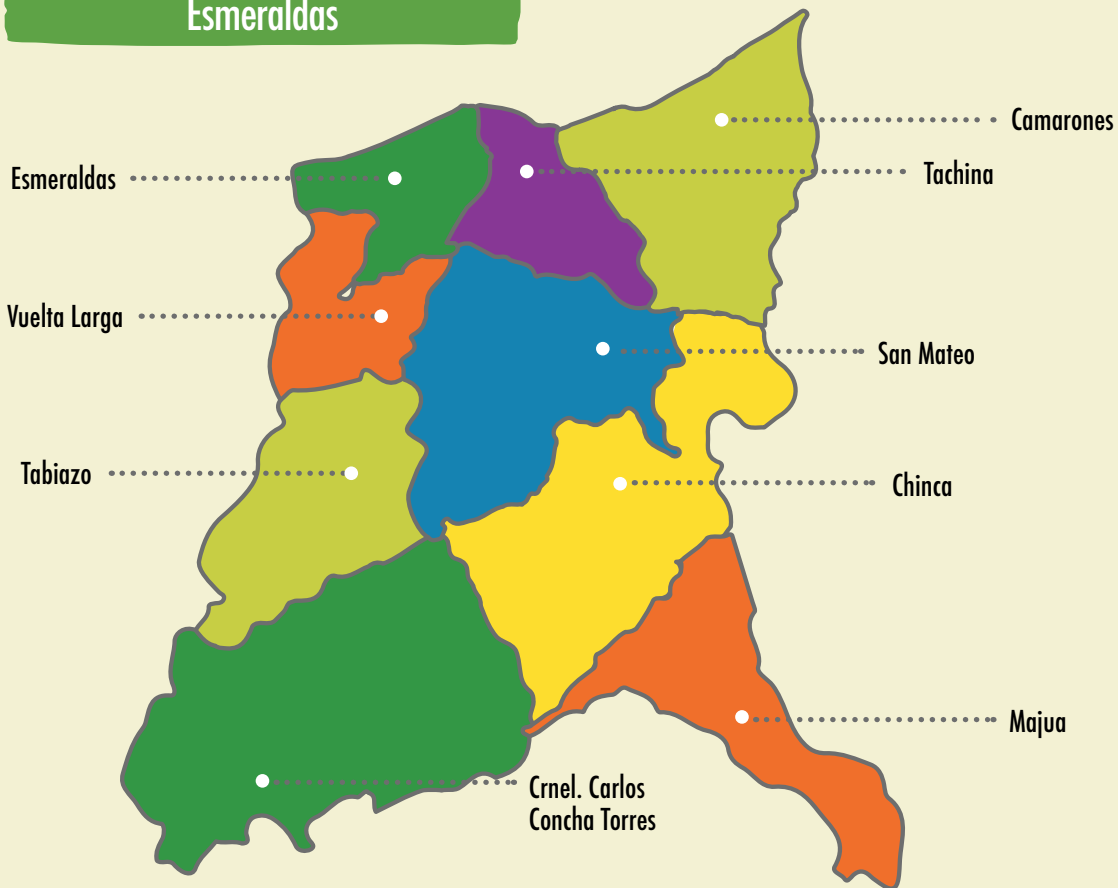 Esmeraldas
Camarones
Tachina
Esmeraldas
Vuelta Larga
San Mateo
Tabiazo
Chinca
Majua
Crnel. Carlos
Concha Torres